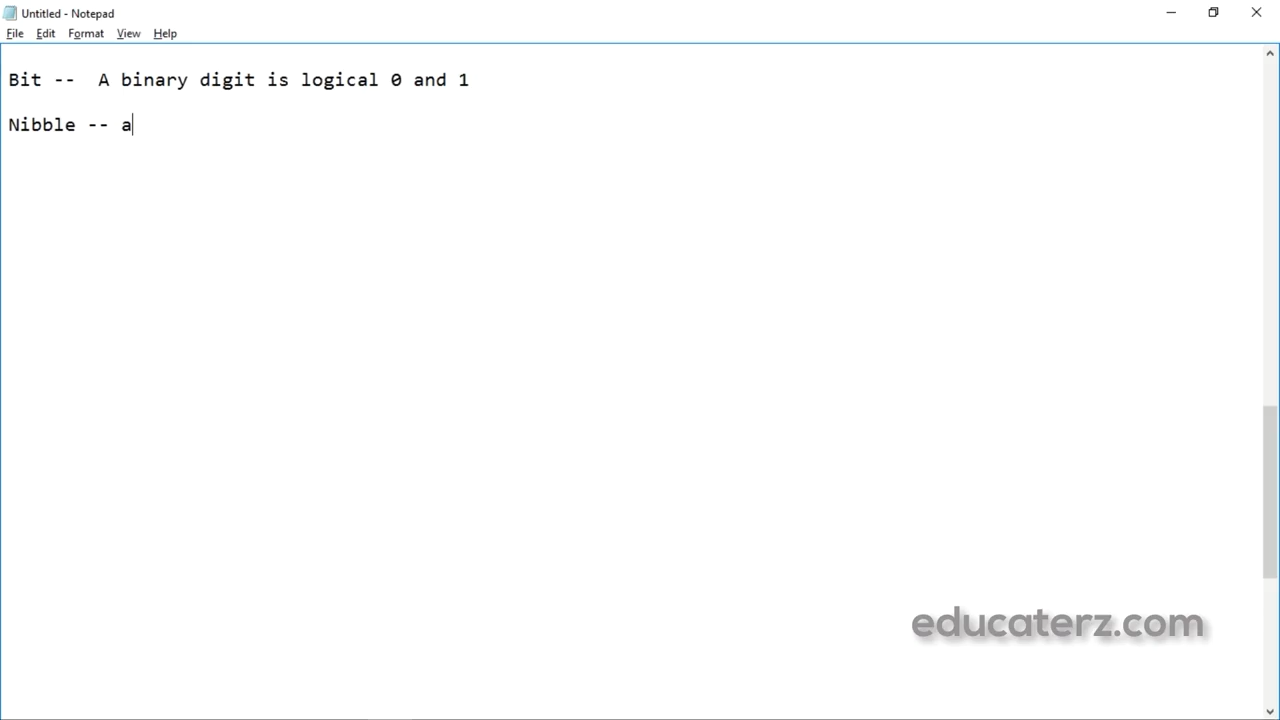 Untitled - Notepad
File Edit Format View Help
Bit --  A binary digit is logical 0 and 1
Nibble -- a
educaterz.com